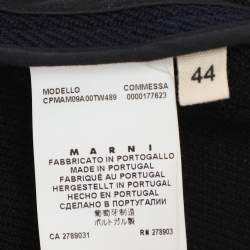 MODELLO COMMESSA
CPMAM09A00TW489 0000177623
44
MARNI
FABBRICATO IN PORTOGALLO
MADE IN PORTUGAL
FABRIQUÉ AU PORTUGAL
HERGESTELLT IN PORTUGAL
HECHO EN PORTUGAL
СДЕЛАНО В ПОРТУГАЛИИ
葡萄牙制造
ポルトガル製
CA 2789031 RN 278903